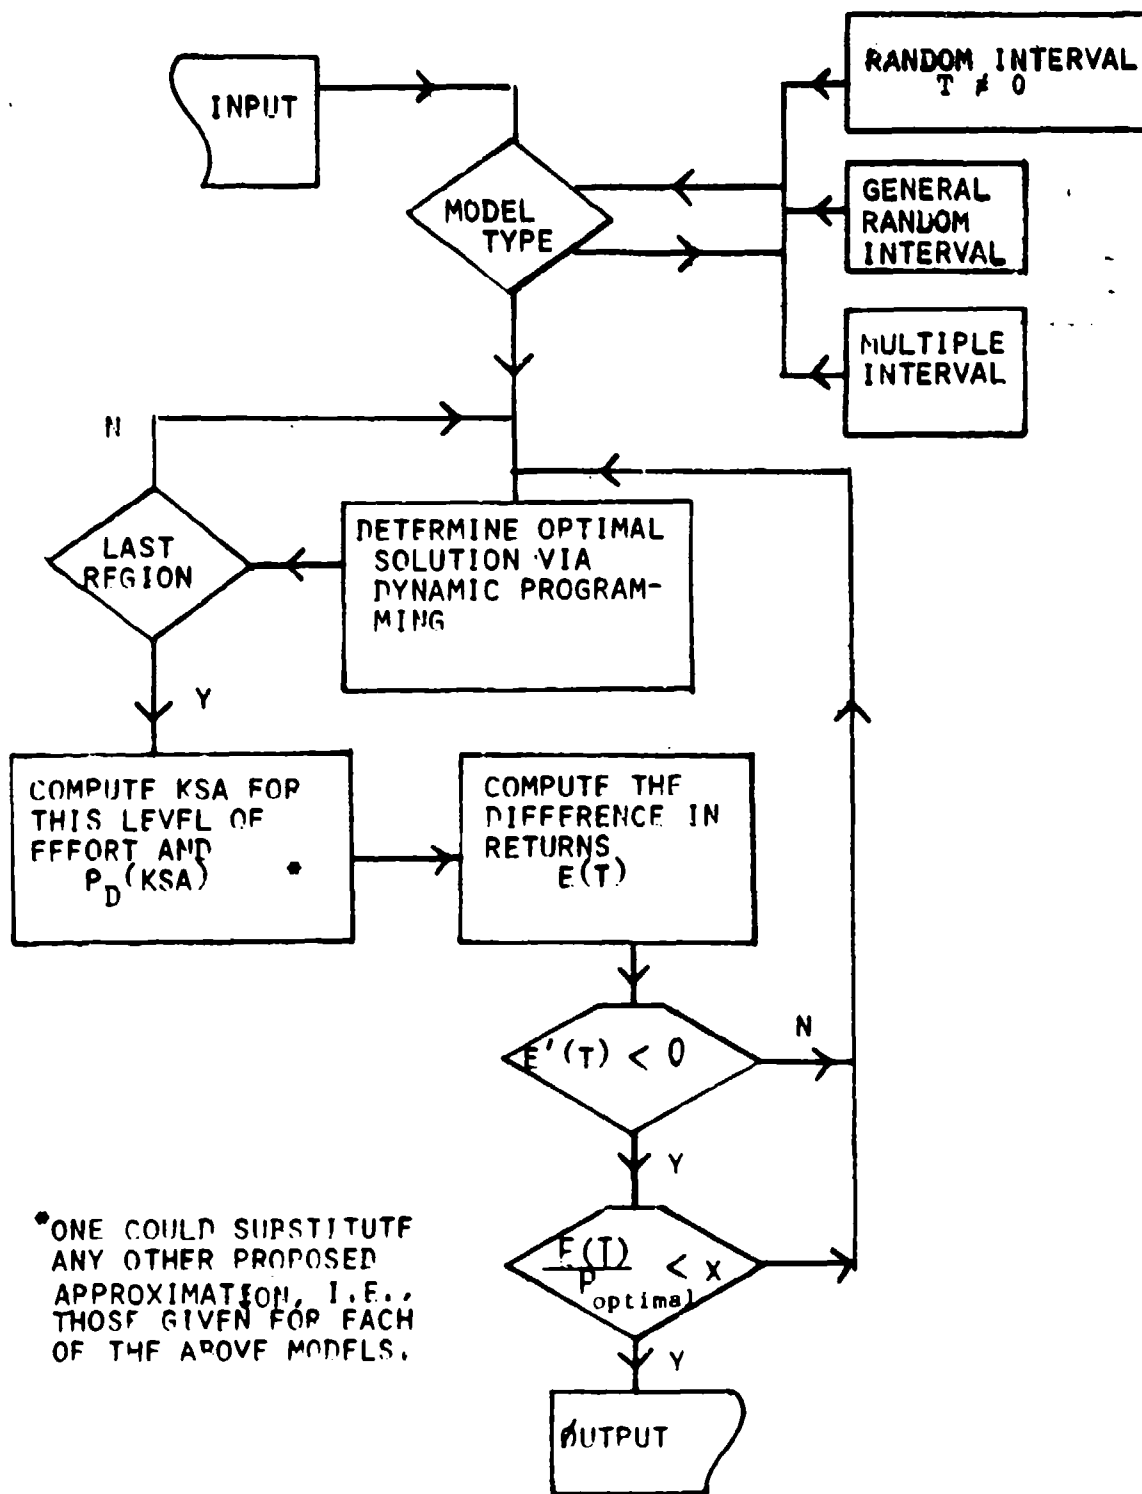 INPUT
RANDOM INTERVAL
T ≠ 0
MODEL
TYPE
GENERAL
RANDOM
INTERVAL
MULTIPLE
INTERVAL
N
LAST
REGION
DETERMINE OPTIMAL
SOLUTION VIA
DYNAMIC PROGRAM-
MING
Y
COMPUTE KSA FOR
THIS LEVEL OF
EFFORT AND
P_D(KSA) *
COMPUTE THE
DIFFERENCE IN
RETURNS
E(T)
E'(T) < 0
N
Y
E(T)
P_optimal < X
Y
*ONE COULD SUBSTITUTE
ANY OTHER PROPOSED
APPROXIMATION, I.E.,
THOSE GIVEN FOR EACH
OF THE ABOVE MODELS.
OUTPUT